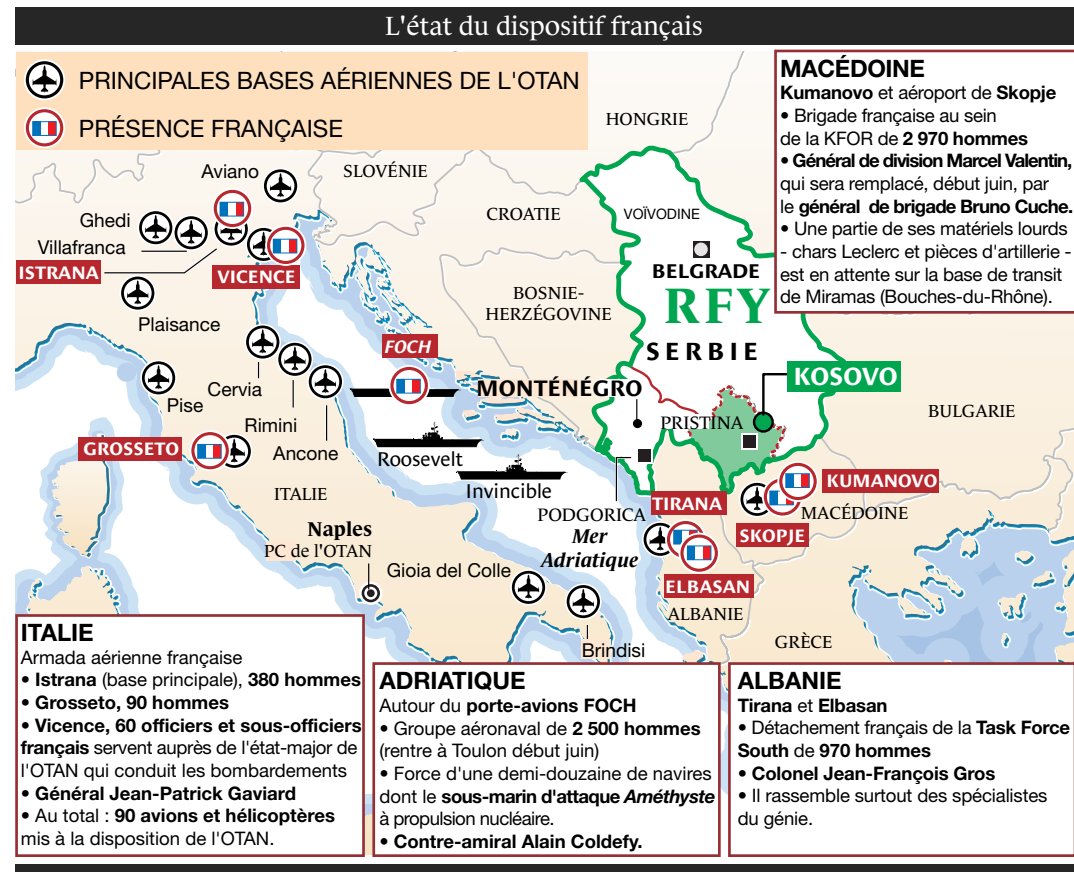 L'état du dispositif français
PRINCIPALES BASES AÉRIENNES DE L'OTAN
PRÉSENCE FRANÇAISE
MACÉDOINE
Kumanovo et aéroport de Skopje
• Brigade française au sein
de la KFOR de 2 970 hommes
• Général de division Marcel Valentin,
qui sera remplacé, début juin, par
le général de brigade Bruno Cuche.
• Une partie de ses matériels lourds
- chars Leclerc et pièces d'artillerie -
est en attente sur la base de transit
de Miramas (Bouches-du-Rhône).
HONGRIE
SLOVÉNIE
CROATIE
VOÏVODINE
Aviano
Ghedi
Villafranca
ISTRANA
VICENCE
BELGRADE
RFY
SERBIE
BOSNIE-
HERZÉGOVINE
Plaisance
FOCH
MONTÉNÉGRO
KOSOVO
PRISTINA
BULGARIE
Cervia
Pise
Rimini
Ancone
GROSSETO
Roosevelt
Invincible
ITALIE
Naples
PC de l'OTAN
PODGORICA
Mer
Adriatique
TIRANA
KUMANOVO
MACÉDOINE
SKOPJE
ELBASAN
ALBANIE
GRÈCE
Gioia del Colle
Brindisi
ITALIE
Armada aérienne française
• Istrana (base principale), 380 hommes
• Grosseto, 90 hommes
• Vicence, 60 officiers et sous-officiers
français servent auprès de l'état-major de
l'OTAN qui conduit les bombardements
• Général Jean-Patrick Gaviard
• Au total : 90 avions et hélicoptères
mis à la disposition de l'OTAN.
ADRIATIQUE
Autour du porte-avions FOCH
• Groupe aéronaval de 2 500 hommes
(rentre à Toulon début juin)
• Force d'une demi-douzaine de navires
dont le sous-marin d'attaque Améthyste
à propulsion nucléaire.
• Contre-amiral Alain Coldefy.
ALBANIE
Tirana et Elbasan
• Détachement français de la Task Force
South de 970 hommes
• Colonel Jean-François Gros
• Il rassemble surtout des spécialistes
du génie.